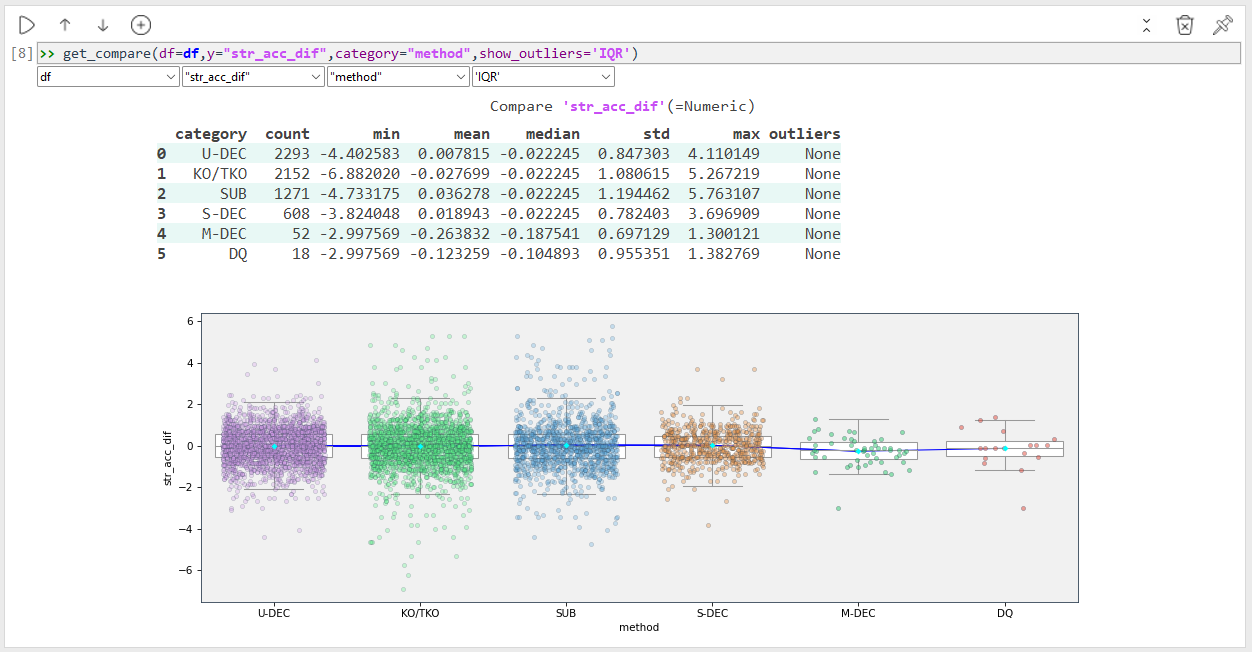 [8] >> get_compare(df=df,y="str_acc_dif",category="method",show_outliers='IQR')
df "str_acc_dif" "method" 'IQR'
Compare 'str_acc_dif'(=Numeric)
category count min mean median std max outliers
0 U-DEC 2293 -4.402583 0.007815 -0.022245 0.847303 4.110149 None
1 KO/TKO 2152 -6.882020 -0.027699 -0.022245 1.080615 5.267219 None
2 SUB 1271 -4.733175 0.036278 -0.022245 1.194462 5.763107 None
3 S-DEC 608 -3.824048 0.018943 -0.022245 0.782403 3.696909 None
4 M-DEC 52 -2.997569 -0.263832 -0.187541 0.697129 1.300121 None
5 DQ 18 -2.997569 -0.123259 -0.104893 0.955351 1.382769 None
6
4
2
0
−2
−4
−6
str_acc_dif
U-DEC KO/TKO SUB S-DEC M-DEC DQ
method